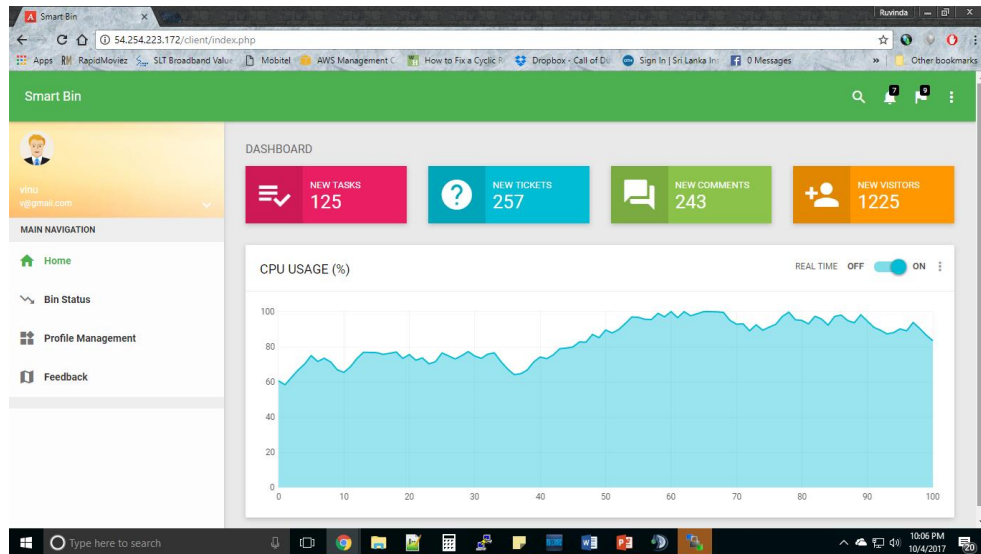 Smart Bin
Ruvinda
54.254.223.172/client/index.php
Apps RapidMoviez SLT Broadband Value Mobitel AWS Management C How to Fix a Cyclic R Dropbox - Call of Du Sign In | Sri Lanka In 0 Messages » Other bookmarks
Smart Bin
7 9
vinu
v@gmail.com
MAIN NAVIGATION
Home
Bin Status
Profile Management
Feedback
DASHBOARD
NEW TASKS
125
NEW TICKETS
257
NEW COMMENTS
243
NEW VISITORS
1225
CPU USAGE (%)
REAL TIME OFF ON
100
80
60
40
20
0
0 10 20 30 40 50 60 70 80 90 100
Type here to search
10:06 PM
10/4/2017
20